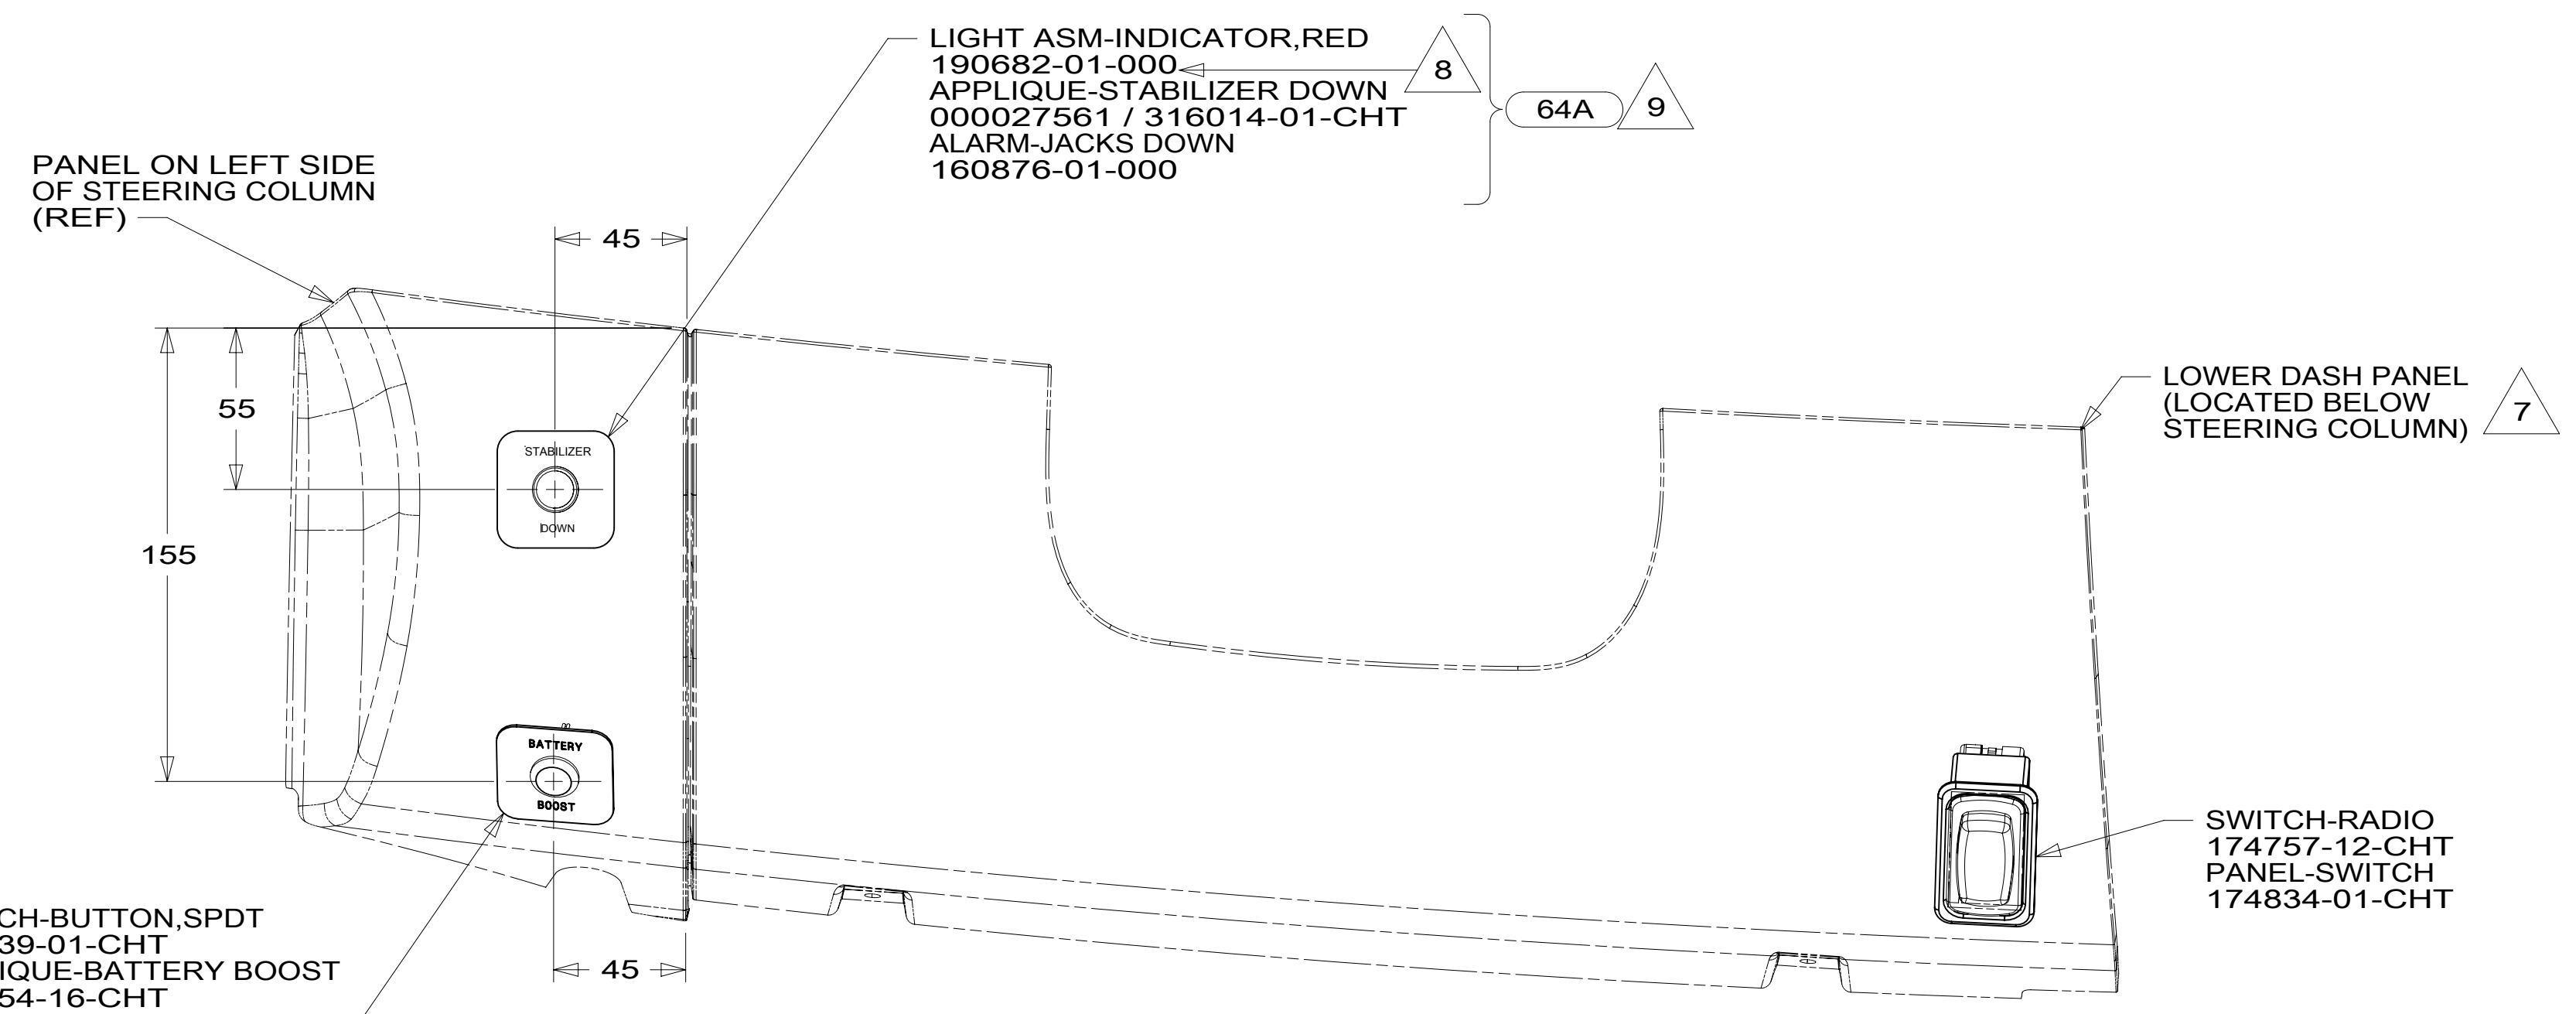 LIGHT ASM-INDICATOR,RED
190682-01-000
APPLIQUE-STABILIZER DOWN
000027561 / 316014-01-CHT
ALARM-JACKS DOWN
160876-01-000
8
64A
9
PANEL ON LEFT SIDE
OF STEERING COLUMN
(REF)
45
55
155
STABILIZER
DOWN
LOWER DASH PANEL
(LOCATED BELOW
STEERING COLUMN)
7
BATTERY
BOOST
SWITCH-RADIO
174757-12-CHT
PANEL-SWITCH
174834-01-CHT
CH-BUTTON,SPDT
39-01-CHT
IQUE-BATTERY BOOST
54-16-CHT
45